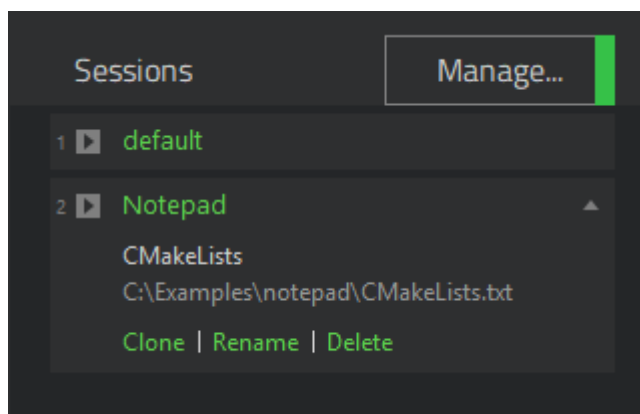 Sessions Manage...
1 default
2 Notepad
CMakeLists
C:\Examples\notepad\CMakeLists.txt
Clone | Rename | Delete